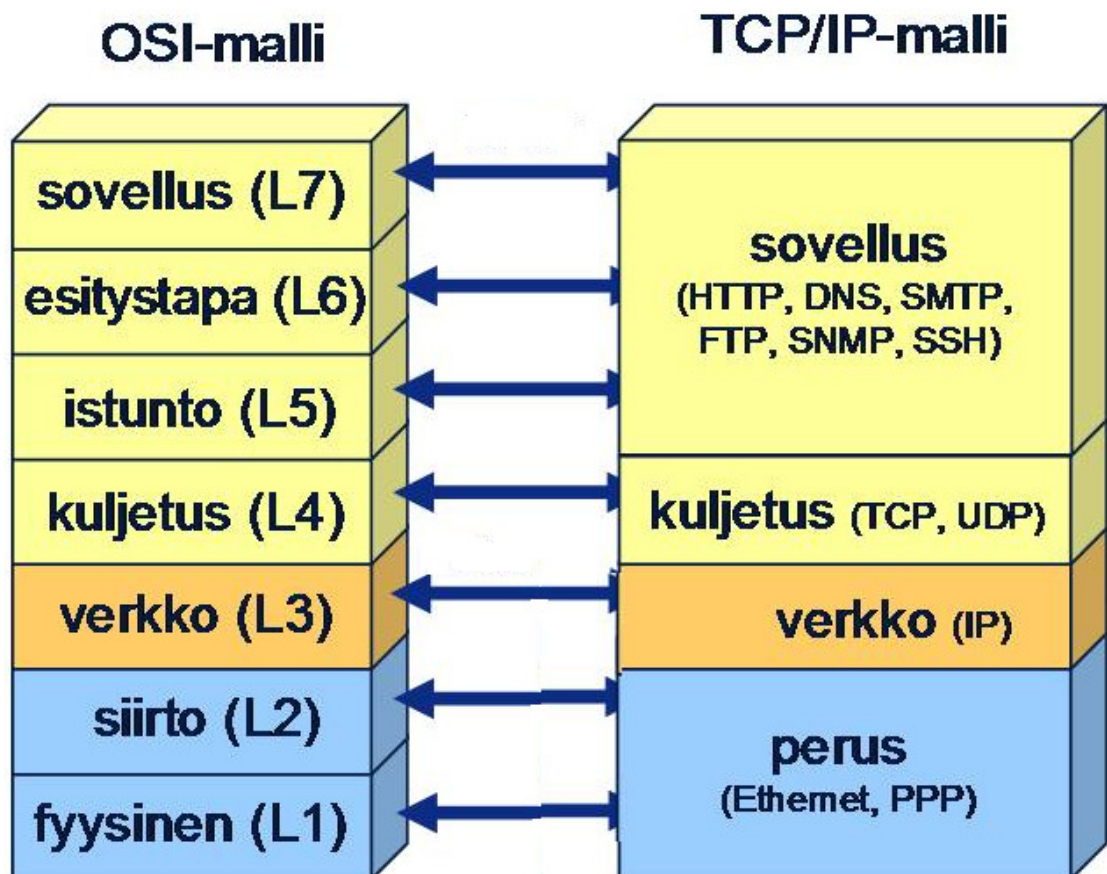 OSI-malli
sovellus (L7)
esitystapa (L6)
istunto (L5)
kuljetus (L4)
verkko (L3)
siirto (L2)
fyysinen (L1)
TCP/IP-malli
sovellus
(HTTP, DNS, SMTP,
FTP, SNMP, SSH)
kuljetus (TCP, UDP)
verkko (IP)
perus
(Ethernet, PPP)